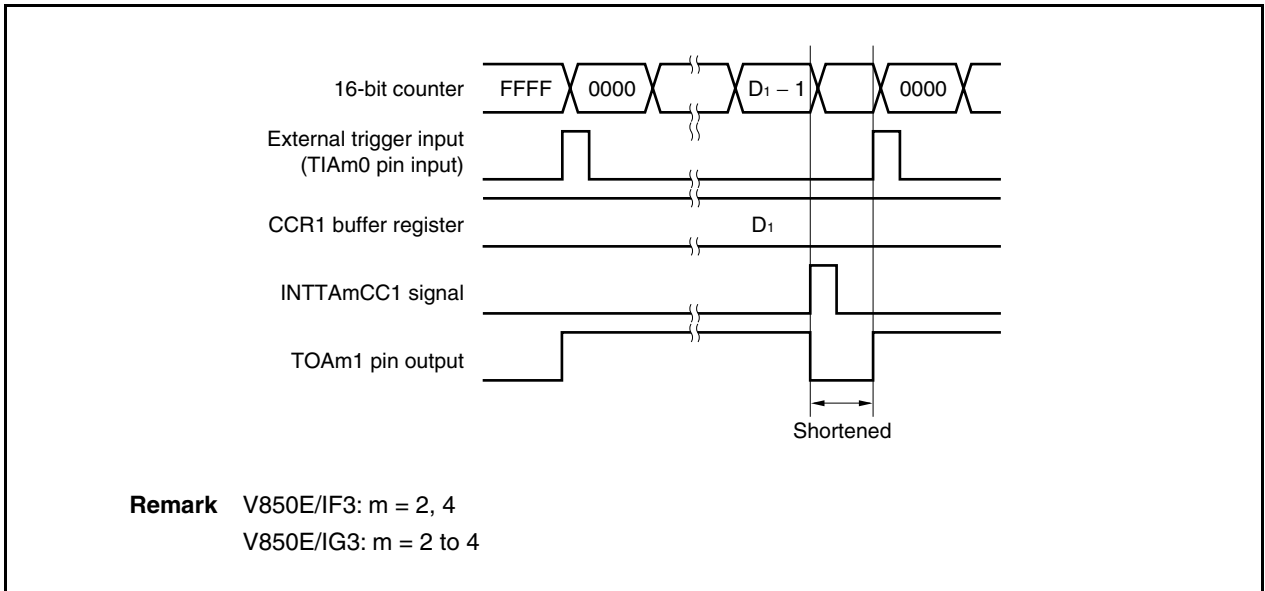 16-bit counter FFFF 0000 D₁ − 1 0000
External trigger input
(TIAm0 pin input)
CCR1 buffer register D₁
INTTAmCC1 signal
TOAm1 pin output
Shortened
Remark V850E/IF3: m = 2, 4
V850E/IG3: m = 2 to 4